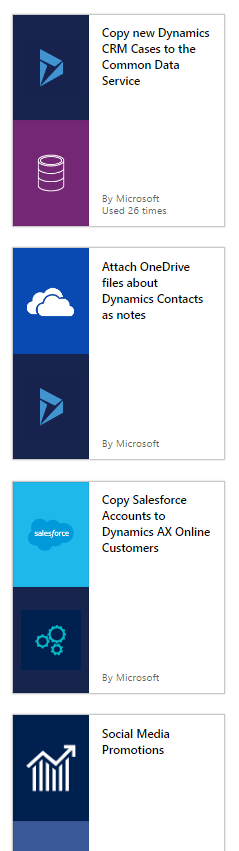 Copy new Dynamics
CRM Cases to the
Common Data
Service
By Microsoft
Used 26 times
Attach OneDrive
files about
Dynamics Contacts
as notes
By Microsoft
Copy Salesforce
Accounts to
Dynamics AX Online
Customers
salesforce
By Microsoft
Social Media
Promotions